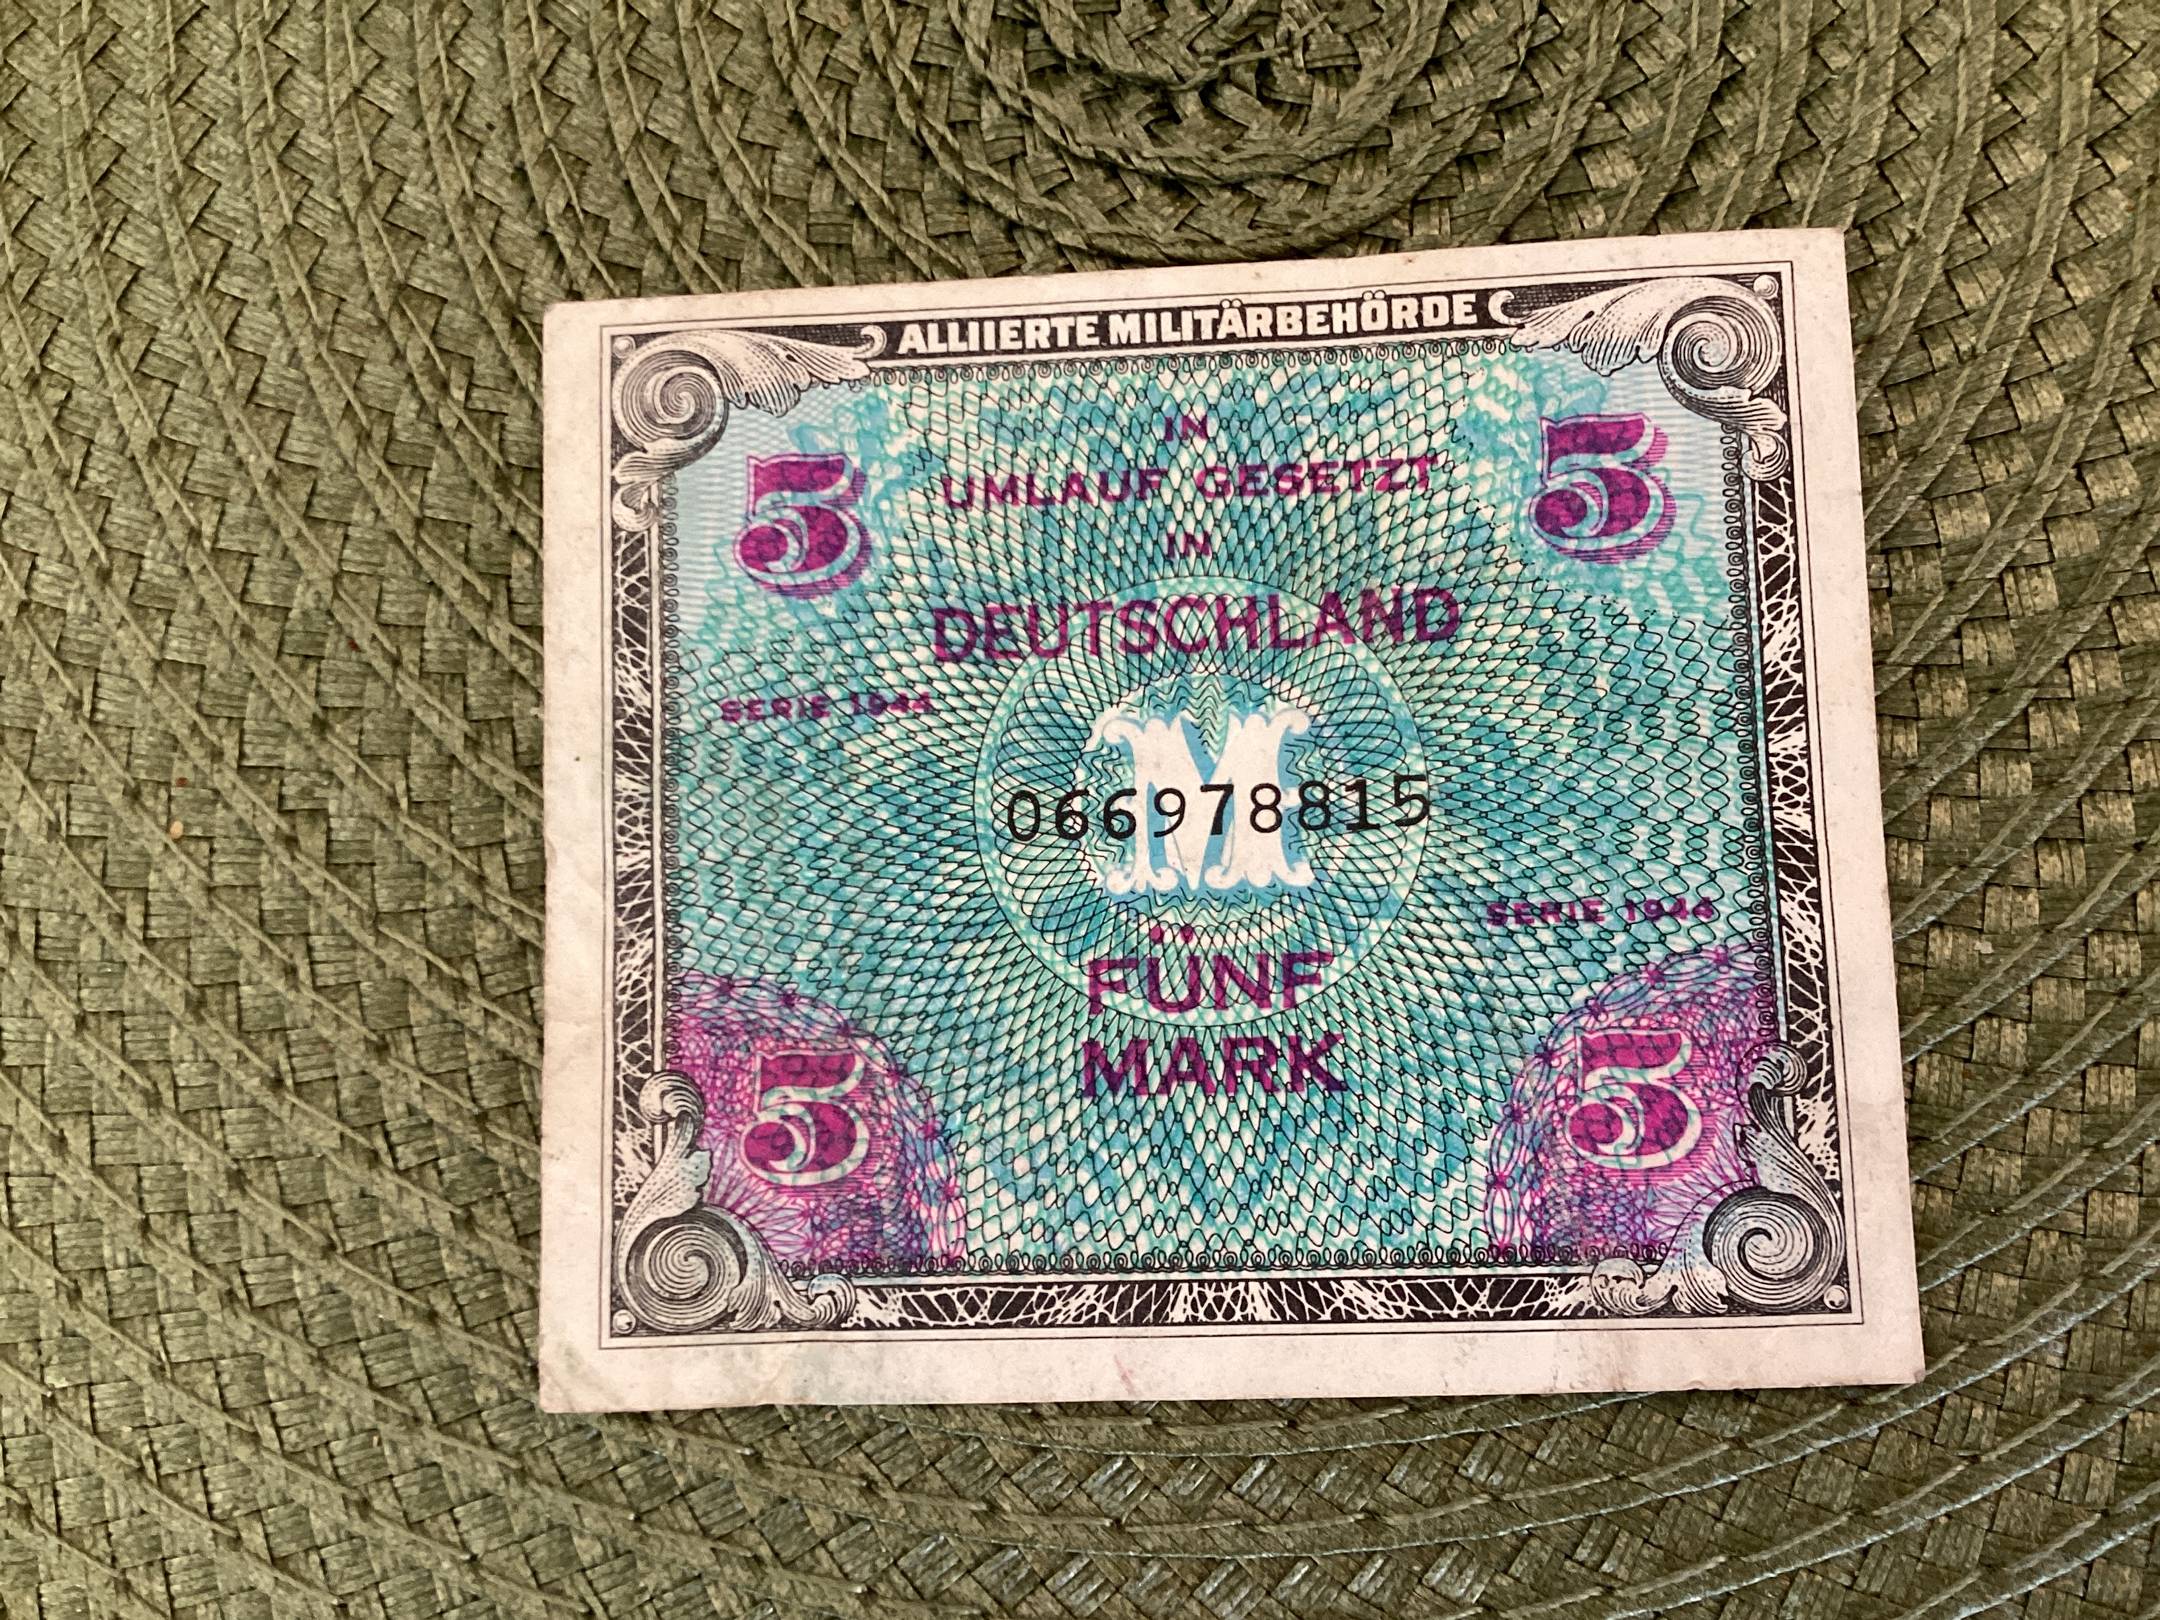 ALLIIERTE MILITÄRBEHÖRDE
5 5
IN
UMLAUF GESETZT
IN
DEUTSCHLAND
SERIE 1944
M
066978815
SERIE 1944
FÜNF
MARK
5 5